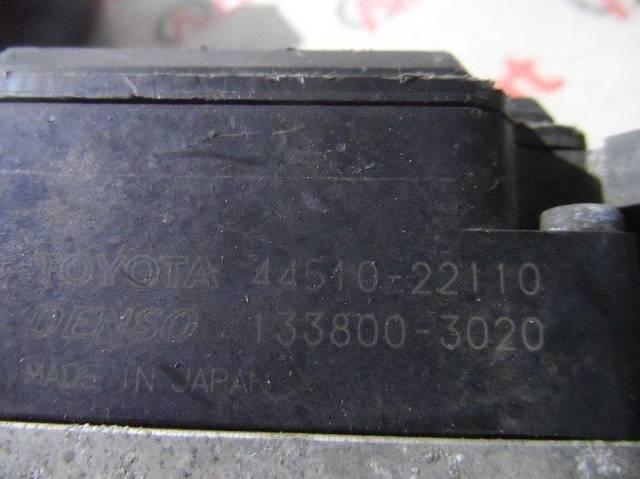 TOYOTA 44510-22110
DENSO 133800-3020
MADE IN JAPAN